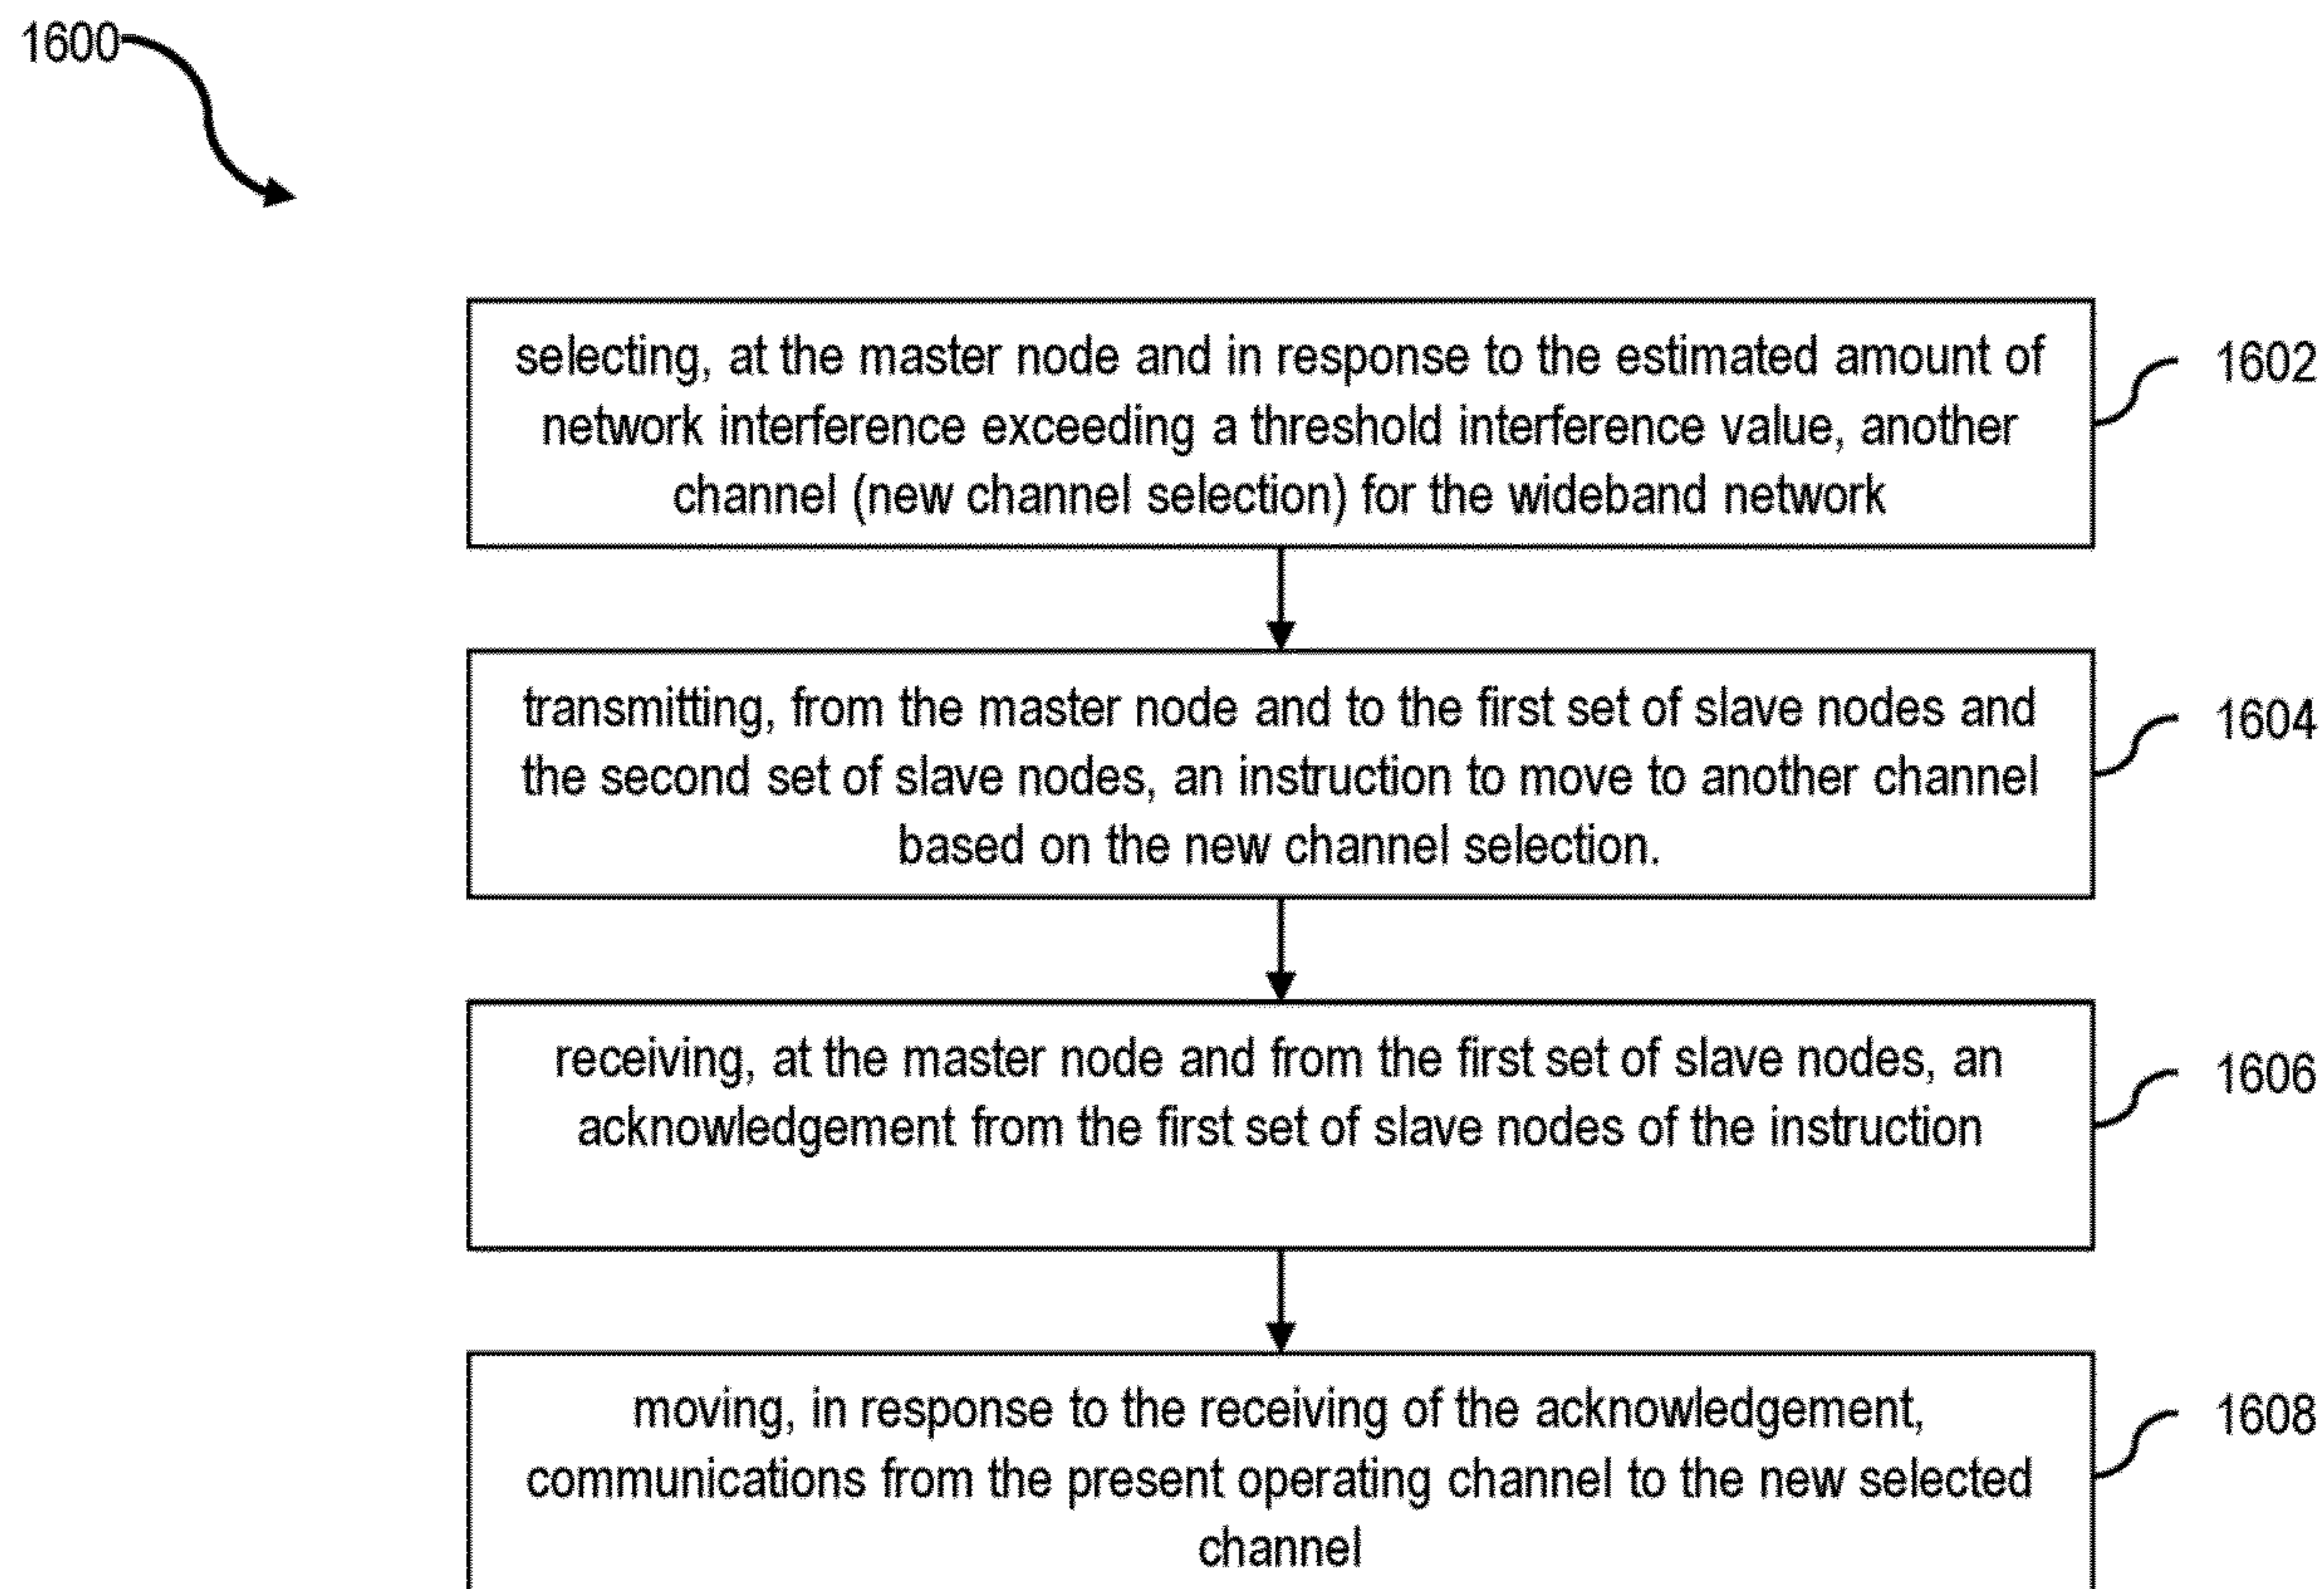 1600
selecting, at the master node and in response to the estimated amount of
network interference exceeding a threshold interference value, another
channel (new channel selection) for the wideband network
1602
transmitting, from the master node and to the first set of slave nodes and
the second set of slave nodes, an instruction to move to another channel
based on the new channel selection.
1604
receiving, at the master node and from the first set of slave nodes, an
acknowledgement from the first set of slave nodes of the instruction
1606
moving, in response to the receiving of the acknowledgement,
communications from the present operating channel to the new selected
channel
1608